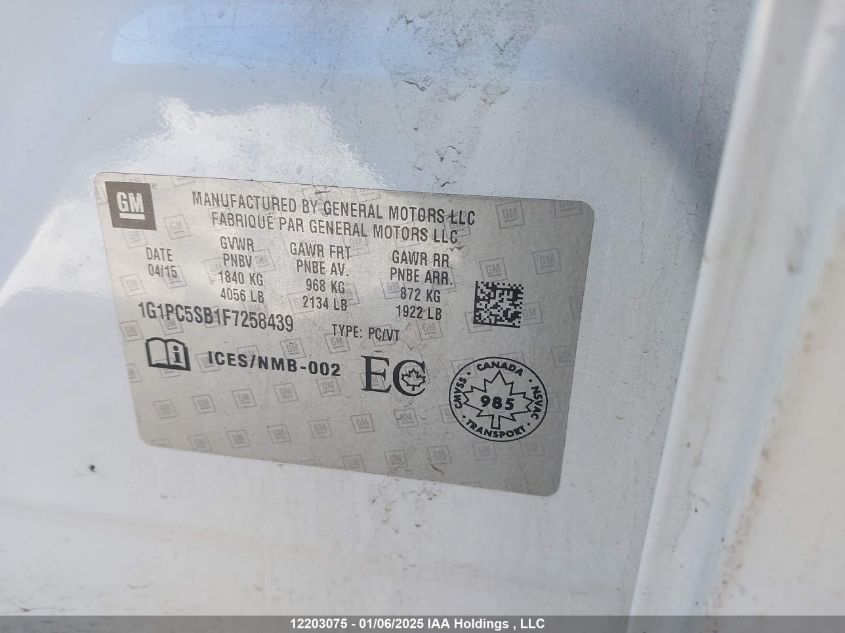 GM
MANUFACTURED BY GENERAL MOTORS LLC
FABRIQUÉ PAR GENERAL MOTORS LLC
DATE
04/15
GVWR
PNBV
1840 KG
4056 LB
GAWR FRT
PNBE AV.
968 KG
2134 LB
GAWR RR
PNBE ARR.
872 KG
1922 LB
1G1PC5SB1F7258439
TYPE: PC/VT
ICES/NMB-002
EC
CANADA
CMVSS
985
NSVAC
TRANSPORT
12203075 - 01/06/2025 IAA Holdings , LLC